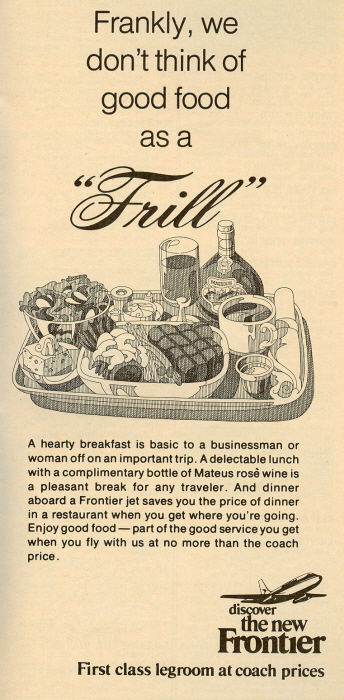 Frankly, we
don't think of
good food
as a
"Frill"
MATEUS
A hearty breakfast is basic to a businessman or
woman off on an important trip. A delectable lunch
with a complimentary bottle of Mateus rosé wine is
a pleasant break for any traveler. And dinner
aboard a Frontier jet saves you the price of dinner
in a restaurant when you get where you're going.
Enjoy good food — part of the good service you get
when you fly with us at no more than the coach
price.
discover
the new
Frontier
First class legroom at coach prices